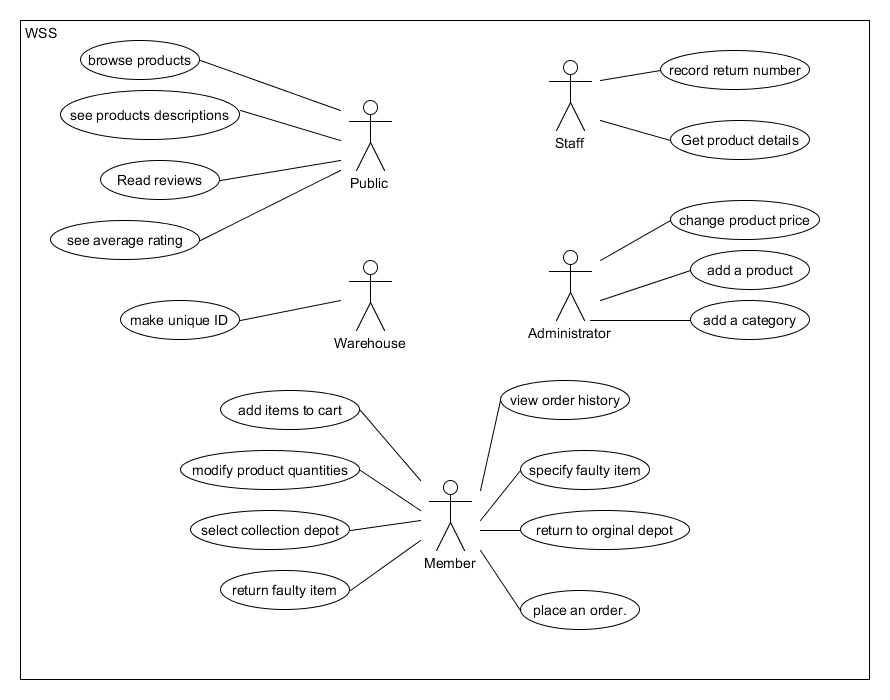 WSS
browse products
see products descriptions
Read reviews
see average rating
Public
Staff
record return number
Get product details
make unique ID
Warehouse
Administrator
change product price
add a product
add a category
add items to cart
modify product quantities
select collection depot
return faulty item
Member
view order history
specify faulty item
return to orginal depot
place an order.